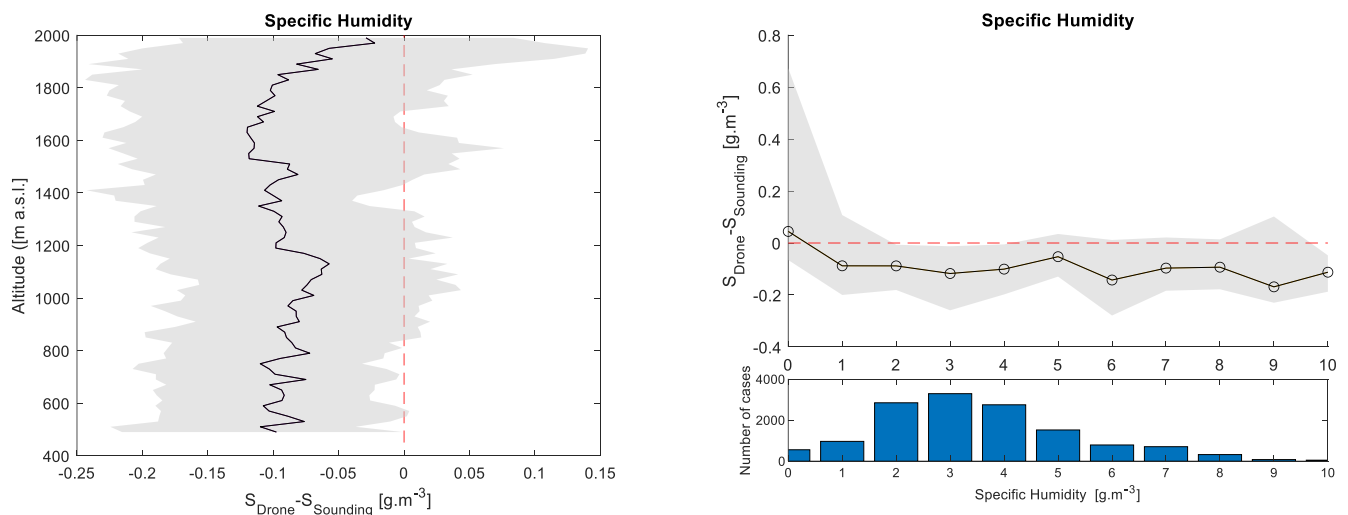 Specific Humidity
2000
1800
1600
1400
1200
1000
800
600
400
Altitude ([m a.s.l.)
-0.25 -0.2 -0.15 -0.1 -0.05 0 0.05 0.1 0.15
S_Drone-S_Sounding [g.m^-3]
Specific Humidity
0.8
0.6
0.4
0.2
0
-0.2
-0.4
S_Drone-S_Sounding [g.m^-3]
0 1 2 3 4 5 6 7 8 9 10
4000
2000
0
Number of cases
0 1 2 3 4 5 6 7 8 9 10
Specific Humidity [g.m^-3]